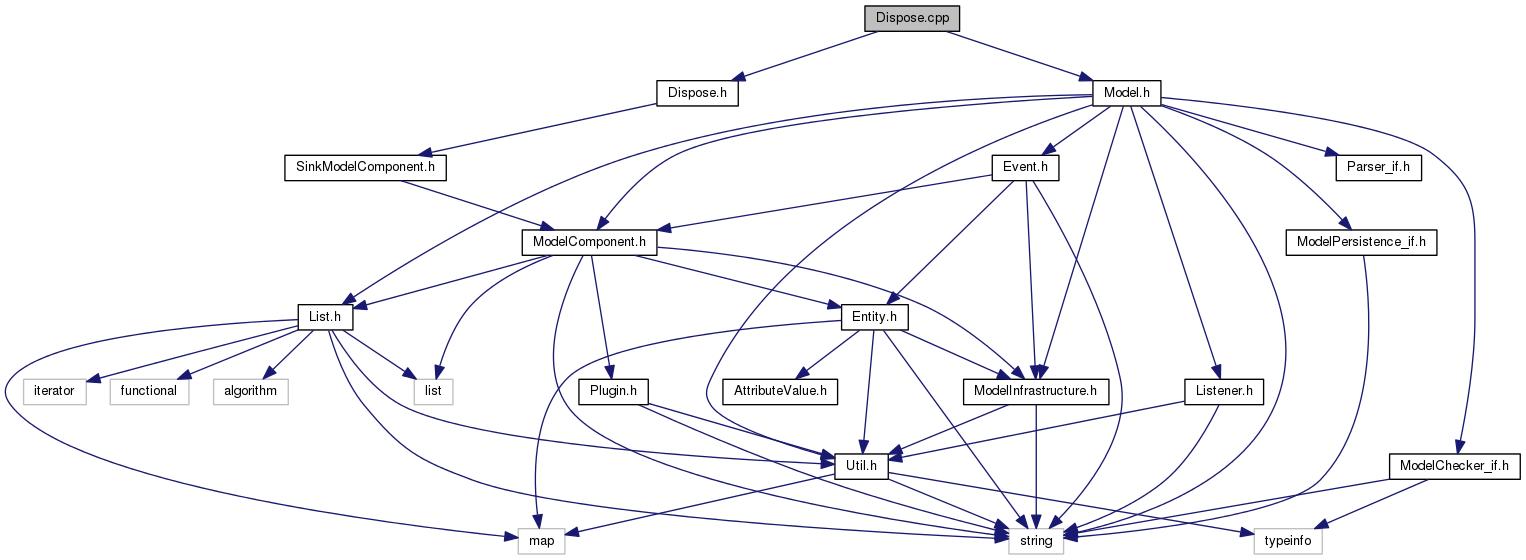 Dispose.cpp
Dispose.h
Model.h
SinkModelComponent.h
Event.h
Parser_if.h
ModelComponent.h
ModelPersistence_if.h
List.h
Entity.h
iterator
functional
algorithm
list
Plugin.h
AttributeValue.h
ModelInfrastructure.h
Listener.h
Util.h
ModelChecker_if.h
map
string
typeinfo